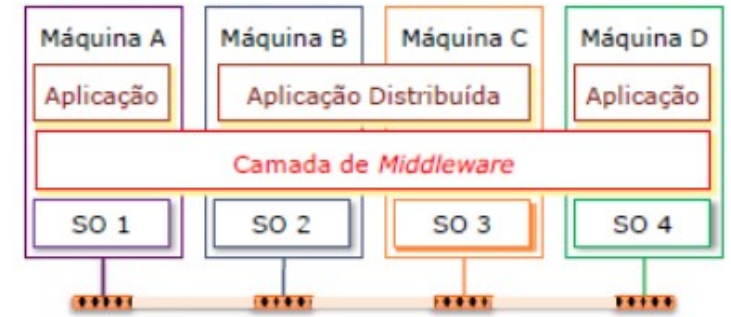 Máquina A Máquina B Máquina C Máquina D
Aplicação Aplicação Distribuída Aplicação
Camada de Middleware
SO 1 SO 2 SO 3 SO 4